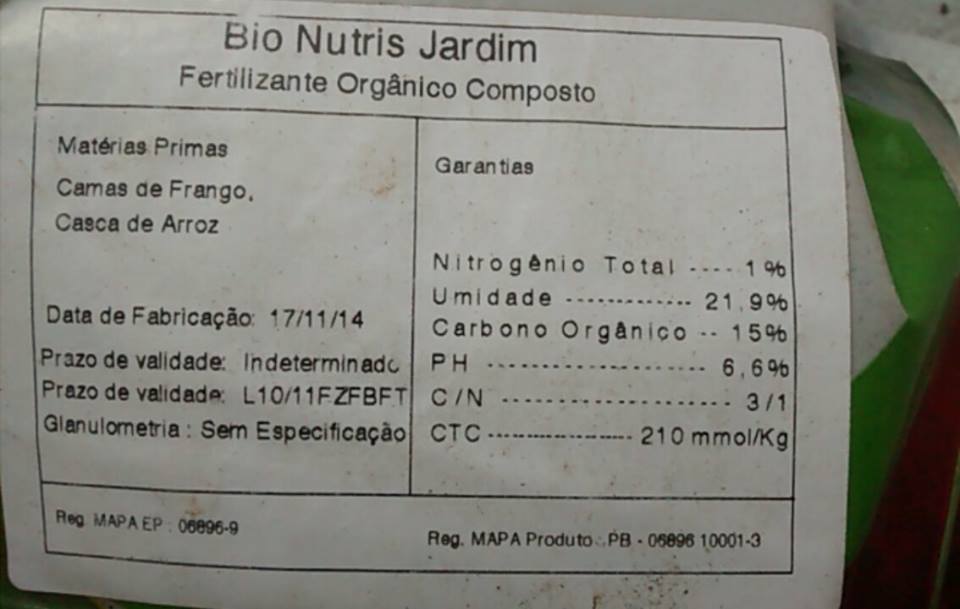 Bio Nutris Jardim
Fertilizante Orgânico Composto
Matérias Primas
Camas de Frango,
Casca de Arroz
Data de Fabricação: 17/11/14
Prazo de validade: Indeterminado
Prazo de validade: L10/11FZFBFT
Glanulometria : Sem Especificação
Garantias
Nitrogênio Total ---- 1%
Umidade ------------- 21,9%
Carbono Orgânico -- 15%
PH ------------------- 6,6%
C/N --------------------- 3/1
CTC ---------------- 210 mmol/Kg
Reg. MAPA EP : 06896-9
Reg. MAPA Produto : PB - 06896 10001-3